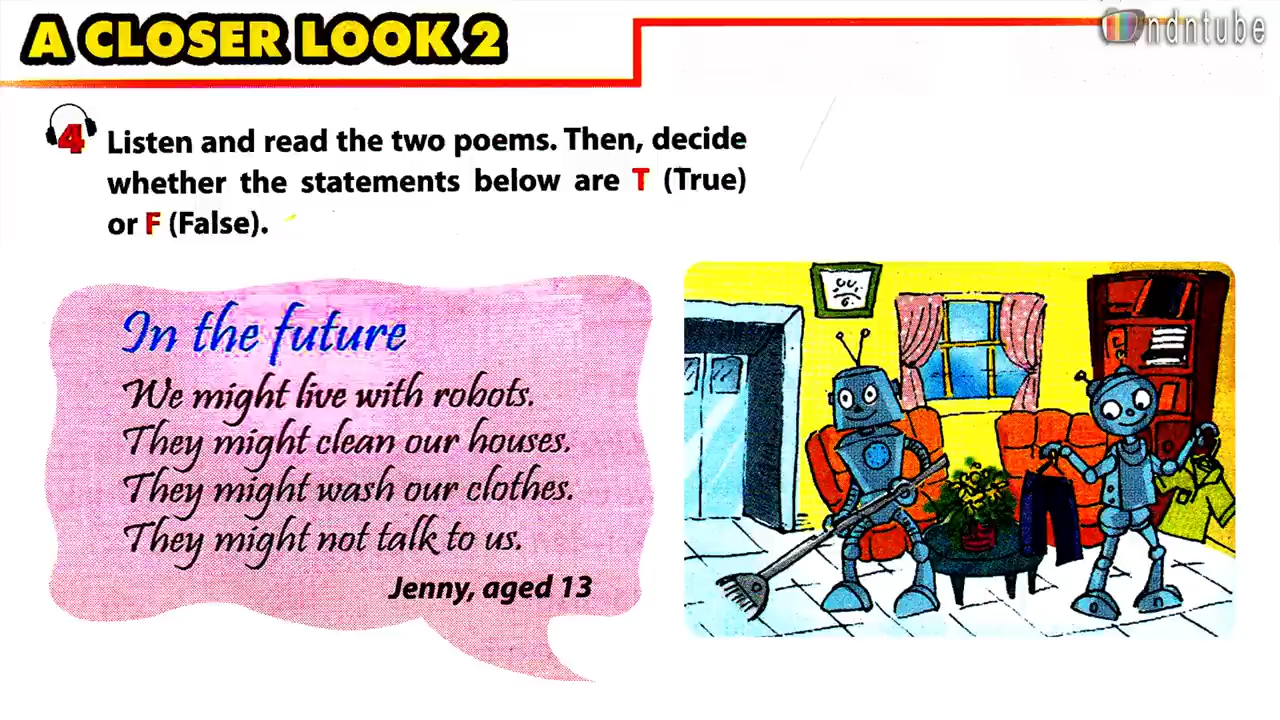 A CLOSER LOOK 2
ndntube
4 Listen and read the two poems. Then, decide
whether the statements below are T (True)
or F (False).
In the future
We might live with robots.
They might clean our houses.
They might wash our clothes.
They might not talk to us.
Jenny, aged 13